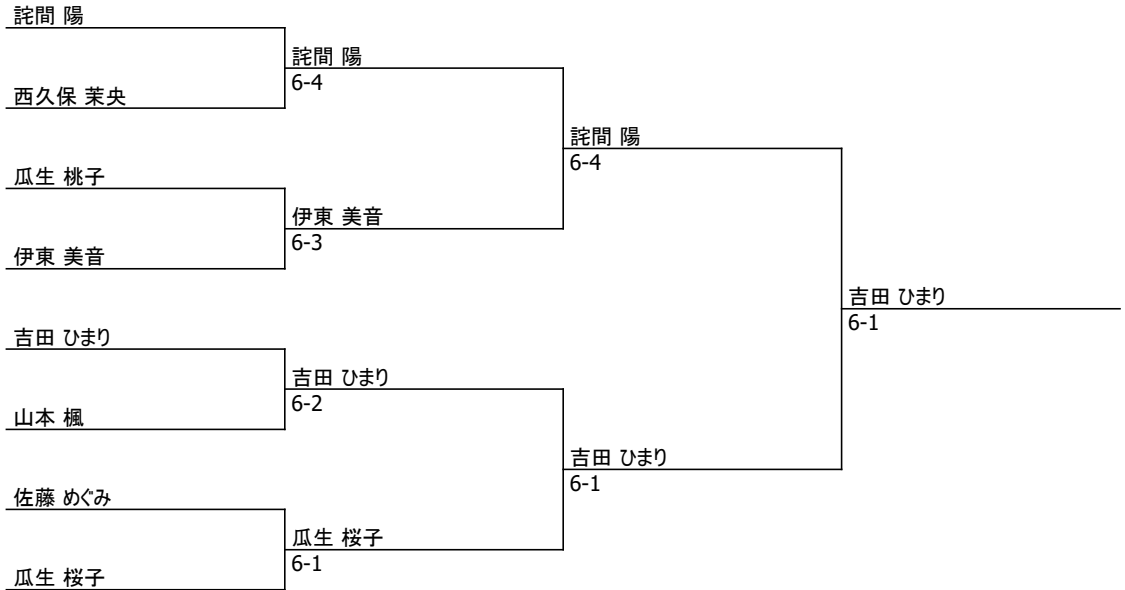 詫間 陽
詫間 陽
6-4
西久保 茉央
詫間 陽
6-4
瓜生 桃子
伊東 美音
6-3
伊東 美音
吉田 ひまり
6-1
吉田 ひまり
吉田 ひまり
6-2
山本 楓
吉田 ひまり
6-1
佐藤 めぐみ
瓜生 桜子
6-1
瓜生 桜子